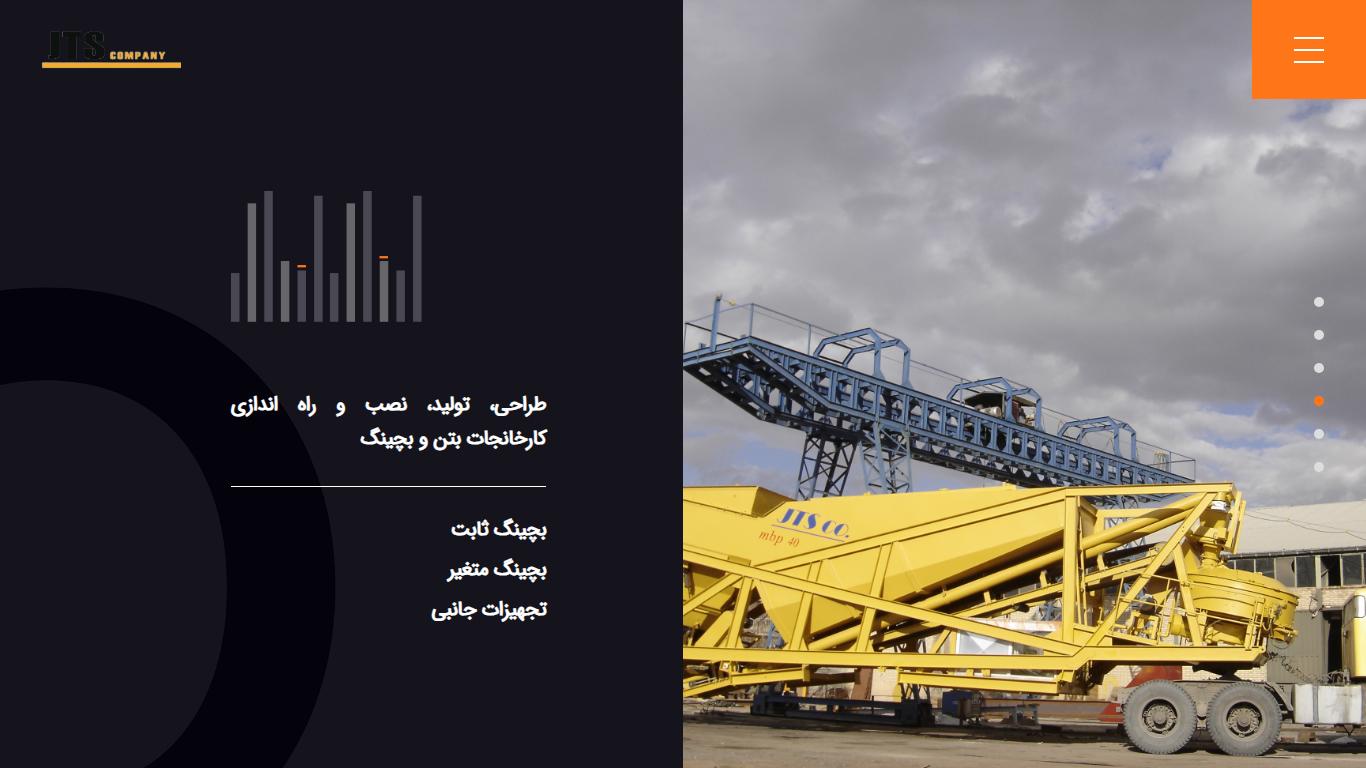 JTS COMPANY
طراحی، تولید، نصب و راه اندازی
کارخانجات بتن و بچینگ
بچینگ ثابت
بچینگ متغیر
تجهیزات جانبی
JTS CO.
mbp 40